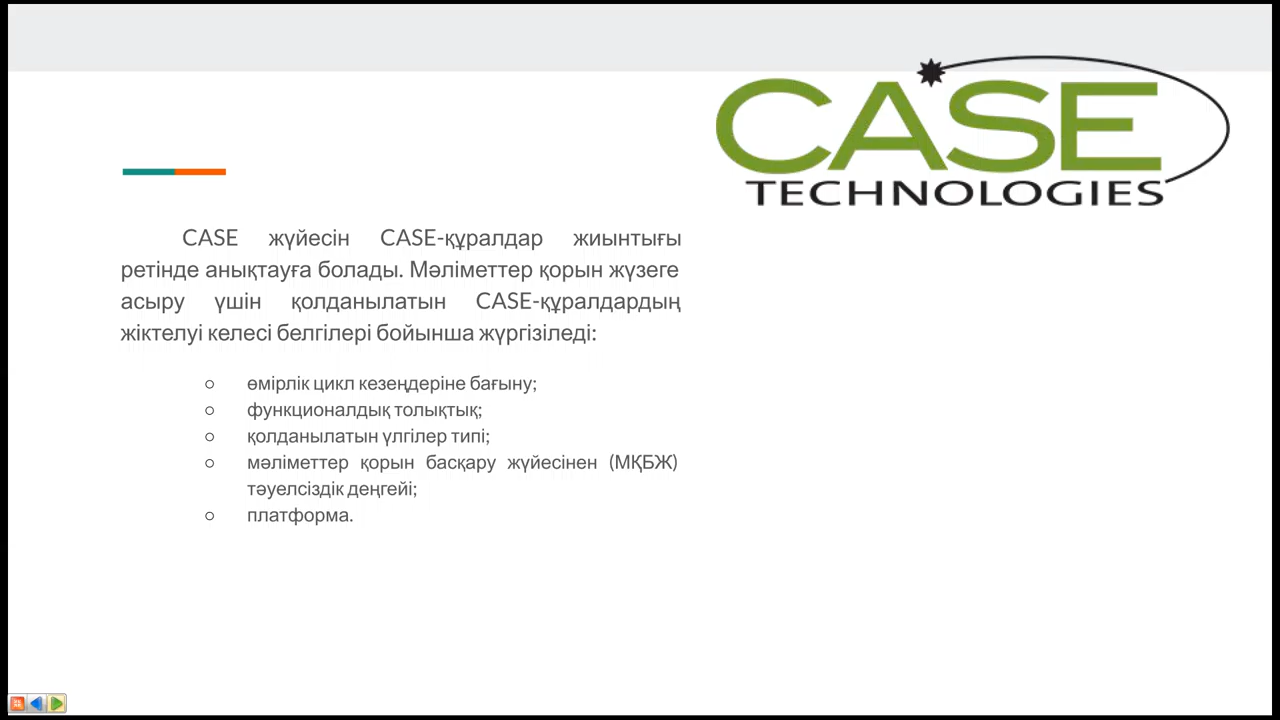 CASE
TECHNOLOGIES
CASE жүйесін CASE-құралдар жиынтығы
ретінде анықтауға болады. Мәліметтер қорын жүзеге
асыру үшін қолданылатын CASE-құралдардың
жіктелуі келесі белгілері бойынша жүргізіледі:
○ өмірлік цикл кезеңдеріне бағыну;
○ функционалдық толықтық;
○ қолданылатын үлгілер типі;
○ мәліметтер қорын басқару жүйесінен (МҚБЖ)
тәуелсіздік деңгейі;
○ платформа.